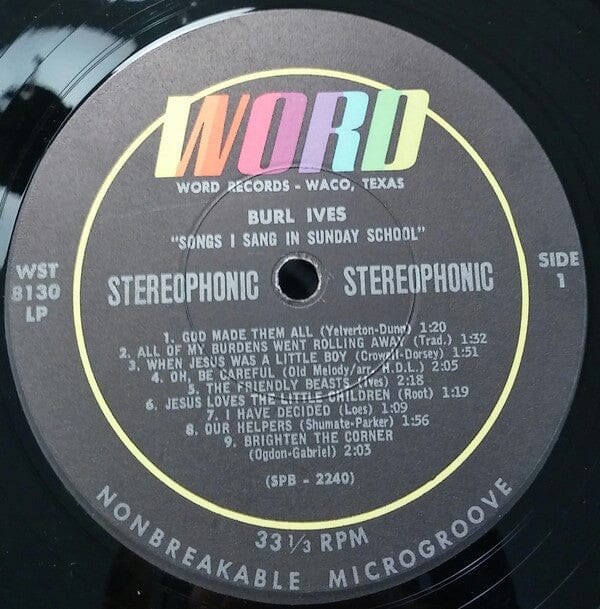 WORD
WORD RECORDS - WACO, TEXAS
BURL IVES
"SONGS I SANG IN SUNDAY SCHOOL"
WST
8130
LP
STEREOPHONIC STEREOPHONIC
SIDE
1
1. GOD MADE THEM ALL (Yelverton-Dunn) 1:20
2. ALL OF MY BURDENS WENT ROLLING AWAY (Trad.) 1:32
3. WHEN JESUS WAS A LITTLE BOY (Crowell-Dorsey) 1:51
4. OH, BE CAREFUL (Old Melody/arr. H.D.L.) 2:05
5. THE FRIENDLY BEASTS (Ives) 2:18
6. JESUS LOVES THE LITTLE CHILDREN (Root) 1:19
7. I HAVE DECIDED (Loes) 1:09
8. OUR HELPERS (Shumate-Parker) 1:56
9. BRIGHTEN THE CORNER
(Ogdon-Gabriel) 2:03
(SPB - 2240)
33 1/3 RPM
NONBREAKABLE MICROGROOVE